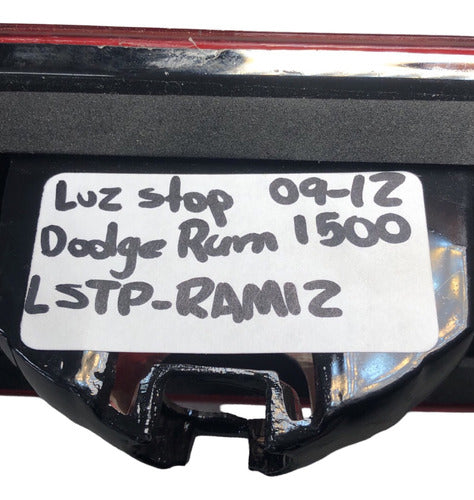 Luz stop 09-12
Dodge Ram 1500
LSTP-RAM12